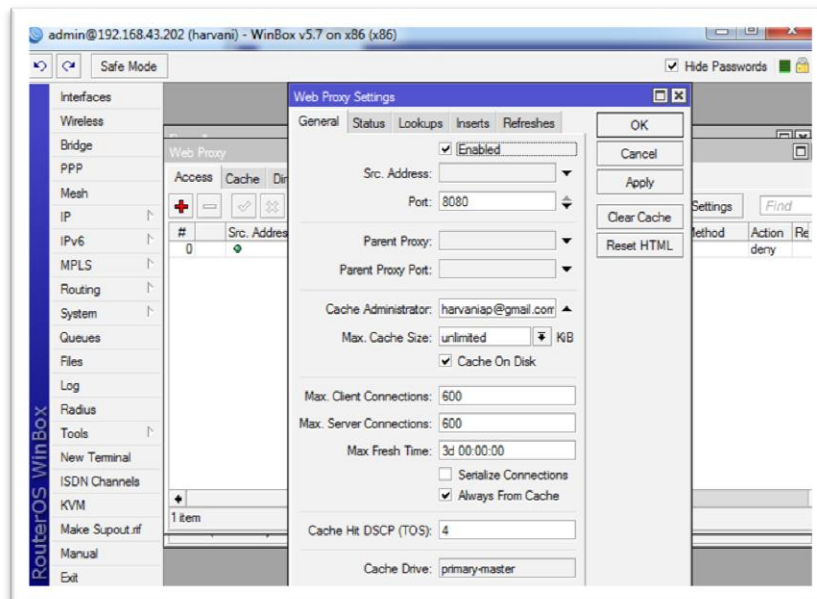 admin@192.168.43.202 (harvani) - WinBox v5.7 on x86 (x86)
Safe Mode
Hide Passwords
RouterOS WinBox
Interfaces
Wireless
Bridge
PPP
Mesh
IP
IPv6
MPLS
Routing
System
Queues
Files
Log
Radius
Tools
New Terminal
ISDN Channels
KVM
Make Supout.rif
Manual
Exit
Web Proxy
Access Cache Dir
# Src. Addres
0
1 item
Web Proxy Settings
General Status Lookups Inserts Refreshes
Enabled
Src. Address:
Port: 8080
Parent Proxy:
Parent Proxy Port:
Cache Administrator: harvaniap@gmail.com
Max. Cache Size: unlimited KiB
Cache On Disk
Max. Client Connections: 600
Max. Server Connections: 600
Max Fresh Time: 3d 00:00:00
Serialize Connections
Always From Cache
Cache Hit DSCP (TOS): 4
Cache Drive: primary-master
OK
Cancel
Apply
Clear Cache
Reset HTML
Settings Find
Method Action Re
deny